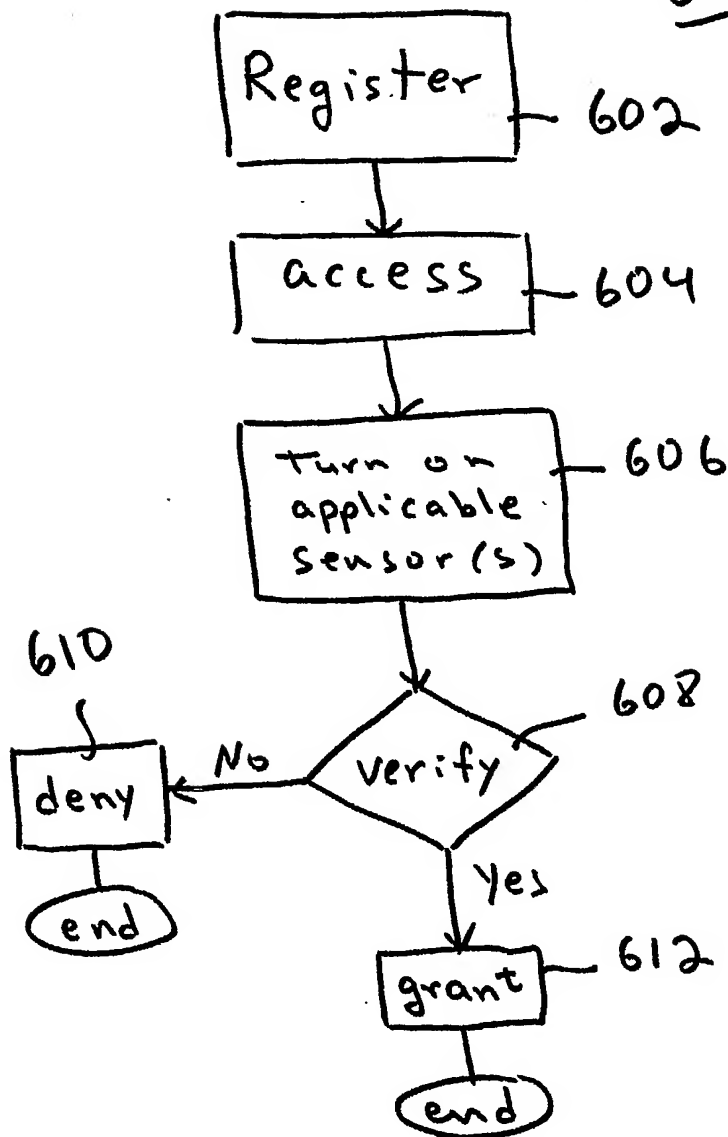 Register
602
access
604
Turn on
applicable
sensor(s)
606
610
608
deny
No
verify
end
Yes
grant
612
end